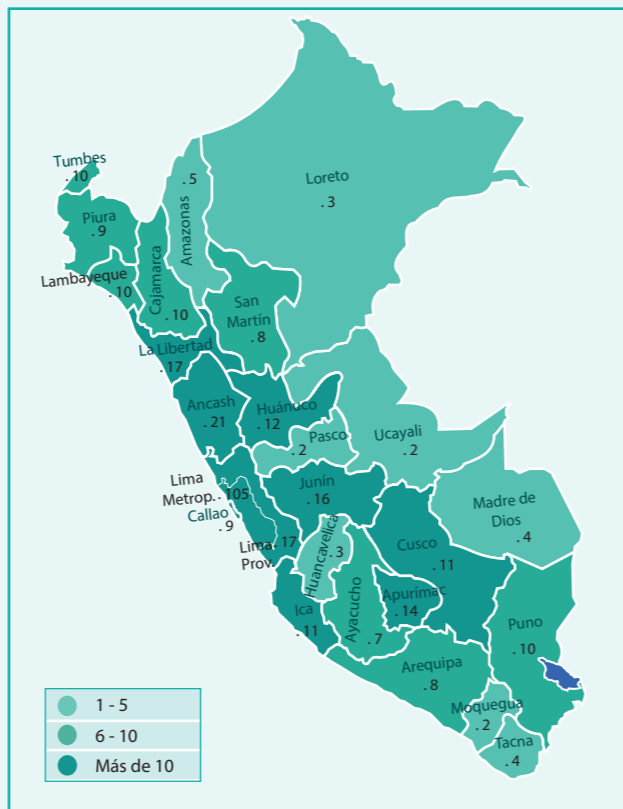 Tumbes
. 10
. 5
Amazonas
Loreto
. 3
Piura
. 9
Lambayeque
. 10
Cajamarca
. 10
San
Martín
. 8
La Libertad
. 17
Ancash
. 21
Huánuco
. 12
Pasco
. 2
Ucayali
. 2
Lima
Metrop.
. 105
Callao
. 9
Lima
Prov.
. 17
Junín
. 16
Madre de
Dios
. 4
Huancavelica
. 3
Cusco
. 11
Ica
. 11
Ayacucho
. 7
Apurímac
. 14
Puno
. 10
Arequipa
. 8
Moquegua
. 2
Tacna
. 4
1 - 5
6 - 10
Más de 10